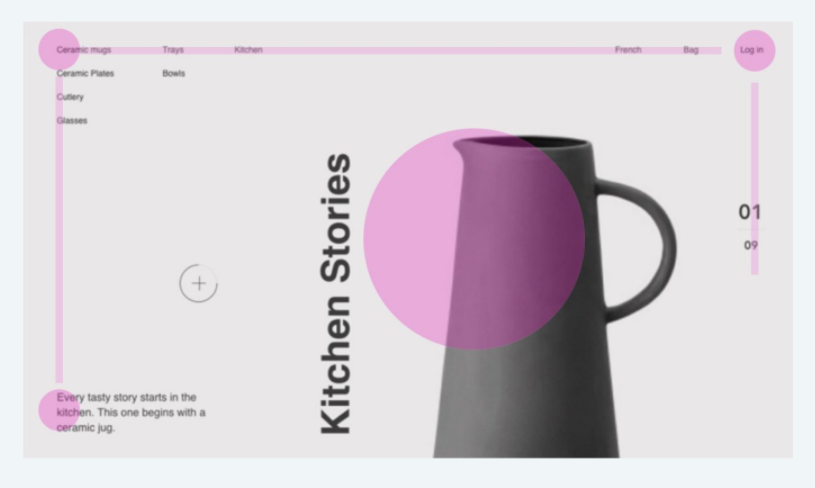 Ceramic mugs Trays Kitchen French Bag Log in
Ceramic Plates Bowls
Cutlery
Glasses
Kitchen Stories
01
09
Every tasty story starts in the
kitchen. This one begins with a
ceramic jug.